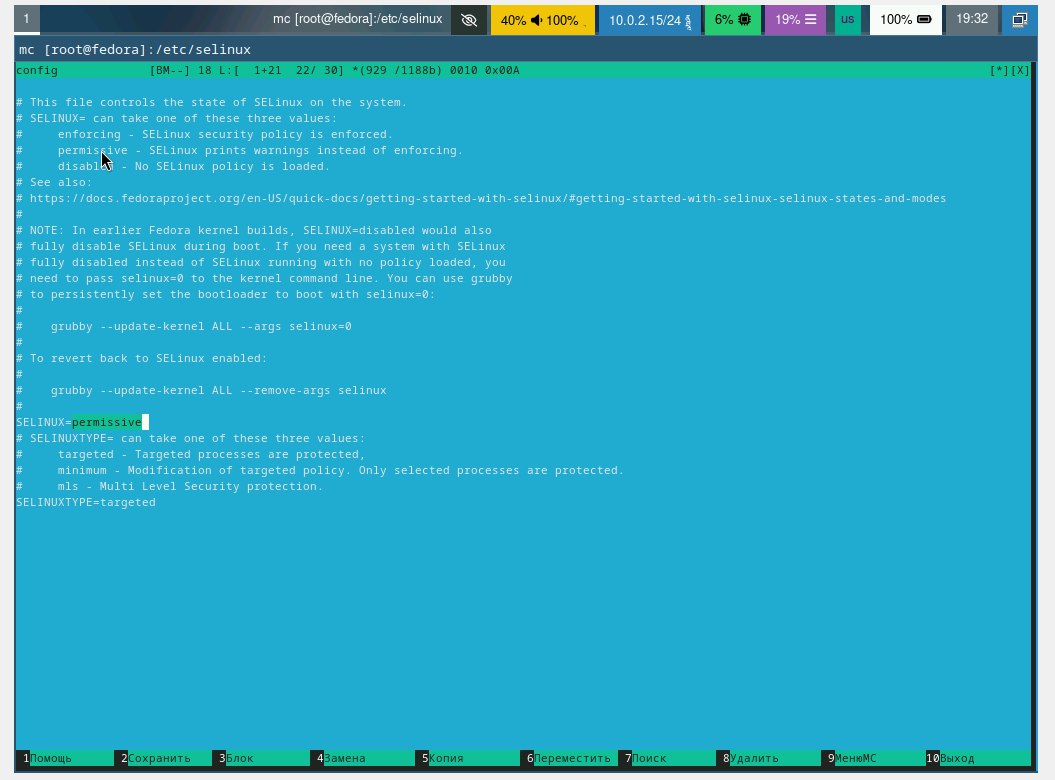 1 mc [root@fedora]:/etc/selinux 40% 100% 10.0.2.15/24 6% 19% us 100% 19:32
mc [root@fedora]:/etc/selinux
config [BM--] 18 L:[ 1+21 22/ 30] *(929 /1188b) 0010 0x00A [*][X]
# This file controls the state of SELinux on the system.
# SELINUX= can take one of these three values:
# enforcing - SELinux security policy is enforced.
# permissive - SELinux prints warnings instead of enforcing.
# disabled - No SELinux policy is loaded.
# See also:
# https://docs.fedoraproject.org/en-US/quick-docs/getting-started-with-selinux/#getting-started-with-selinux-selinux-states-and-modes
#
# NOTE: In earlier Fedora kernel builds, SELINUX=disabled would also
# fully disable SELinux during boot. If you need a system with SELinux
# fully disabled instead of SELinux running with no policy loaded, you
# need to pass selinux=0 to the kernel command line. You can use grubby
# to persistently set the bootloader to boot with selinux=0:
#
# grubby --update-kernel ALL --args selinux=0
#
# To revert back to SELinux enabled:
#
# grubby --update-kernel ALL --remove-args selinux
#
SELINUX=permissive
# SELINUXTYPE= can take one of these three values:
# targeted - Targeted processes are protected,
# minimum - Modification of targeted policy. Only selected processes are protected.
# mls - Multi Level Security protection.
SELINUXTYPE=targeted
1Помощь 2Сохранить 3Блок 4Замена 5Копия 6Переместить 7Поиск 8Удалить 9МенюМС 10Выход